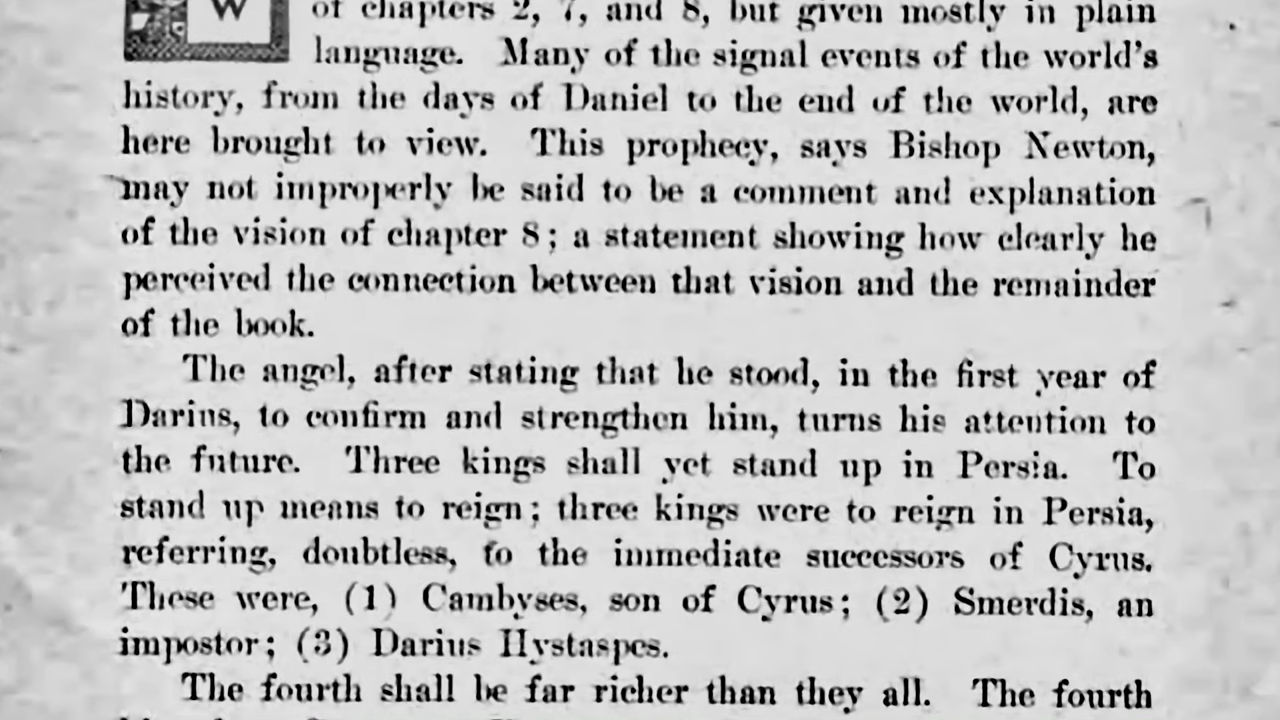 W
of chapters 2, 7, and 8, but given mostly in plain
language. Many of the signal events of the world's
history, from the days of Daniel to the end of the world, are
here brought to view. This prophecy, says Bishop Newton,
may not improperly be said to be a comment and explanation
of the vision of chapter 8; a statement showing how clearly he
perceived the connection between that vision and the remainder
of the book.
The angel, after stating that he stood, in the first year of
Darius, to confirm and strengthen him, turns his attention to
the future. Three kings shall yet stand up in Persia. To
stand up means to reign; three kings were to reign in Persia,
referring, doubtless, to the immediate successors of Cyrus.
These were, (1) Cambyses, son of Cyrus; (2) Smerdis, an
impostor; (3) Darius Hystaspes.
The fourth shall be far richer than they all. The fourth